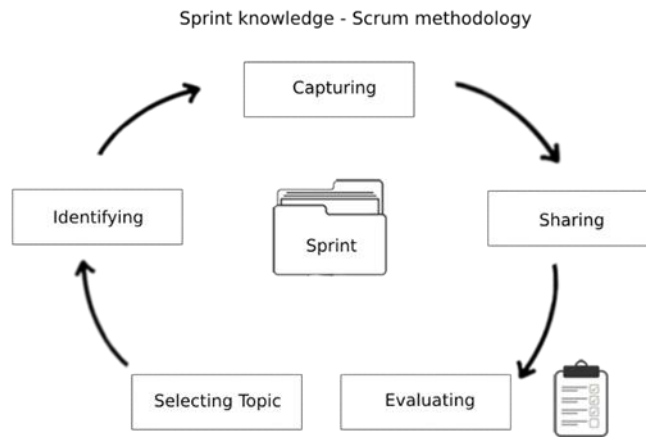 Sprint knowledge - Scrum methodology
Capturing
Identifying
Sprint
Sharing
Selecting Topic
Evaluating